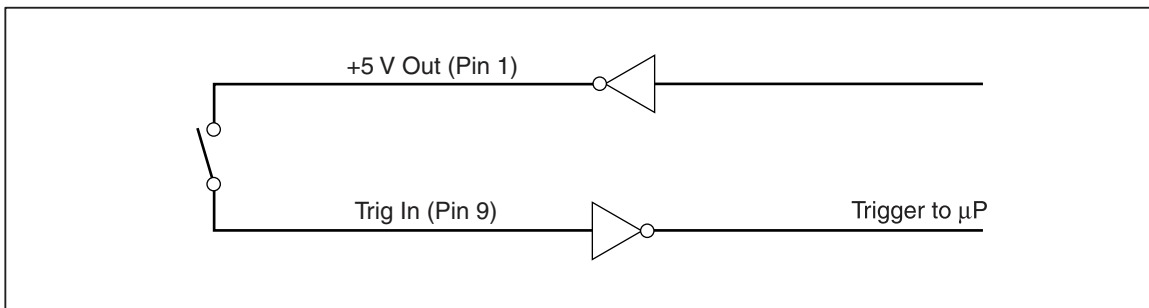 +5 V Out (Pin 1)
Trig In (Pin 9)
Trigger to μP